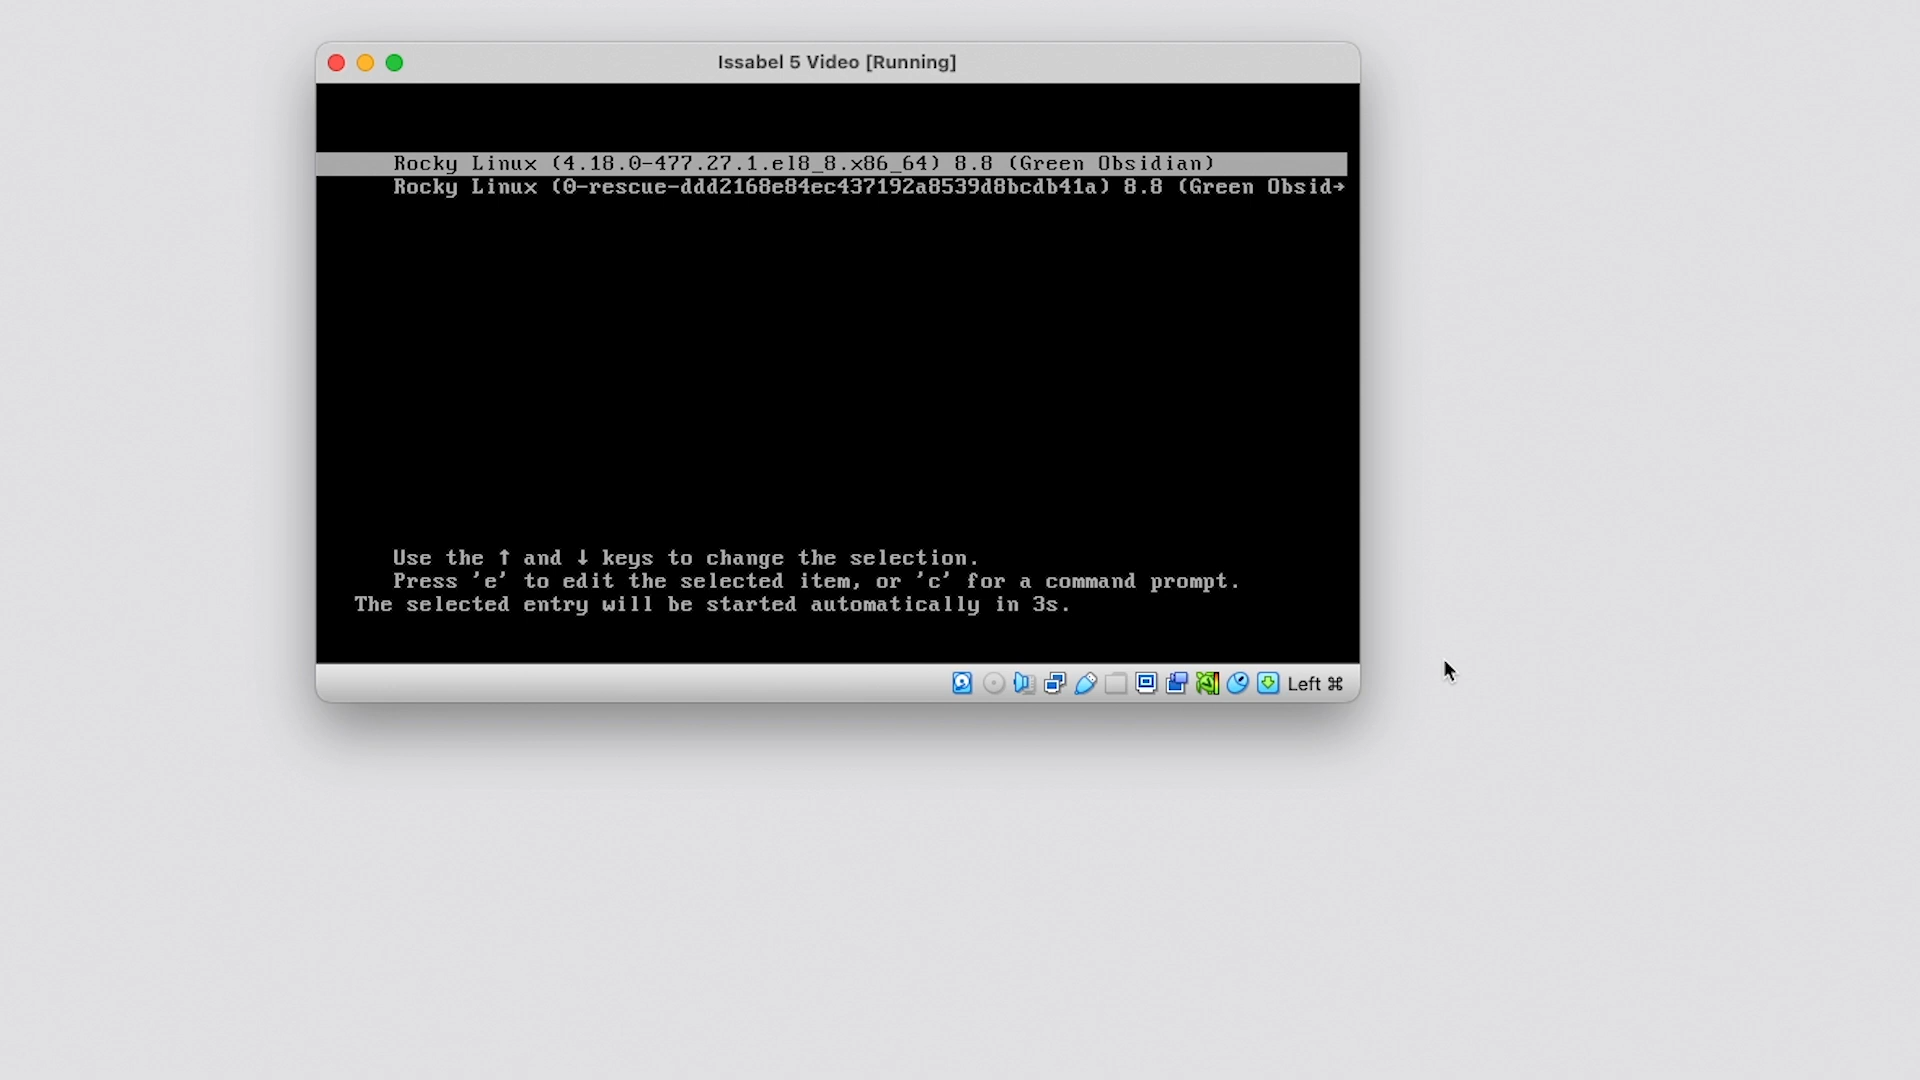 Issabel 5 Video [Running]
Rocky Linux (4.18.0-477.27.1.el8_8.x86_64) 8.8 (Green Obsidian)
Rocky Linux (0-rescue-ddd2168e84ec437192a8539d8bcdb41a) 8.8 (Green Obsid→
Use the ↑ and ↓ keys to change the selection.
Press 'e' to edit the selected item, or 'c' for a command prompt.
The selected entry will be started automatically in 3s.
Left ⌘